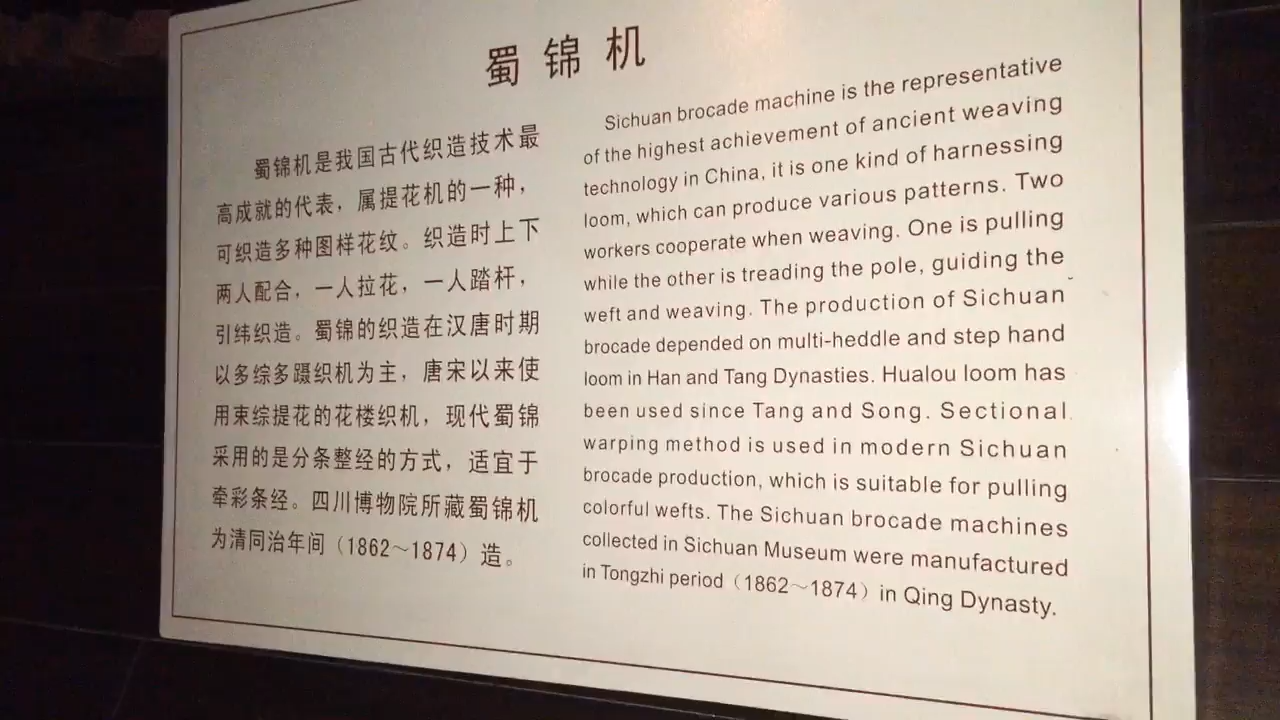 蜀锦机
蜀锦机是我国古代织造技术最
高成就的代表，属提花机的一种，
可织造多种图样花纹。织造时上下
两人配合，一人拉花，一人踏杆，
引纬织造。蜀锦的织造在汉唐时期
以多综多蹑织机为主，唐宋以来使
用束综提花的花楼织机，现代蜀锦
采用的是分条整经的方式，适宜于
牵彩条经。四川博物院所藏蜀锦机
为清同治年间（1862～1874）造。
Sichuan brocade machine is the representative
of the highest achievement of ancient weaving
technology in China, it is one kind of harnessing
loom, which can produce various patterns. Two
workers cooperate when weaving. One is pulling
while the other is treading the pole, guiding the
weft and weaving. The production of Sichuan
brocade depended on multi-heddle and step hand
loom in Han and Tang Dynasties. Hualou loom has
been used since Tang and Song. Sectional
warping method is used in modern Sichuan
brocade production, which is suitable for pulling
colorful wefts. The Sichuan brocade machines
collected in Sichuan Museum were manufactured
in Tongzhi period（1862～1874）in Qing Dynasty.